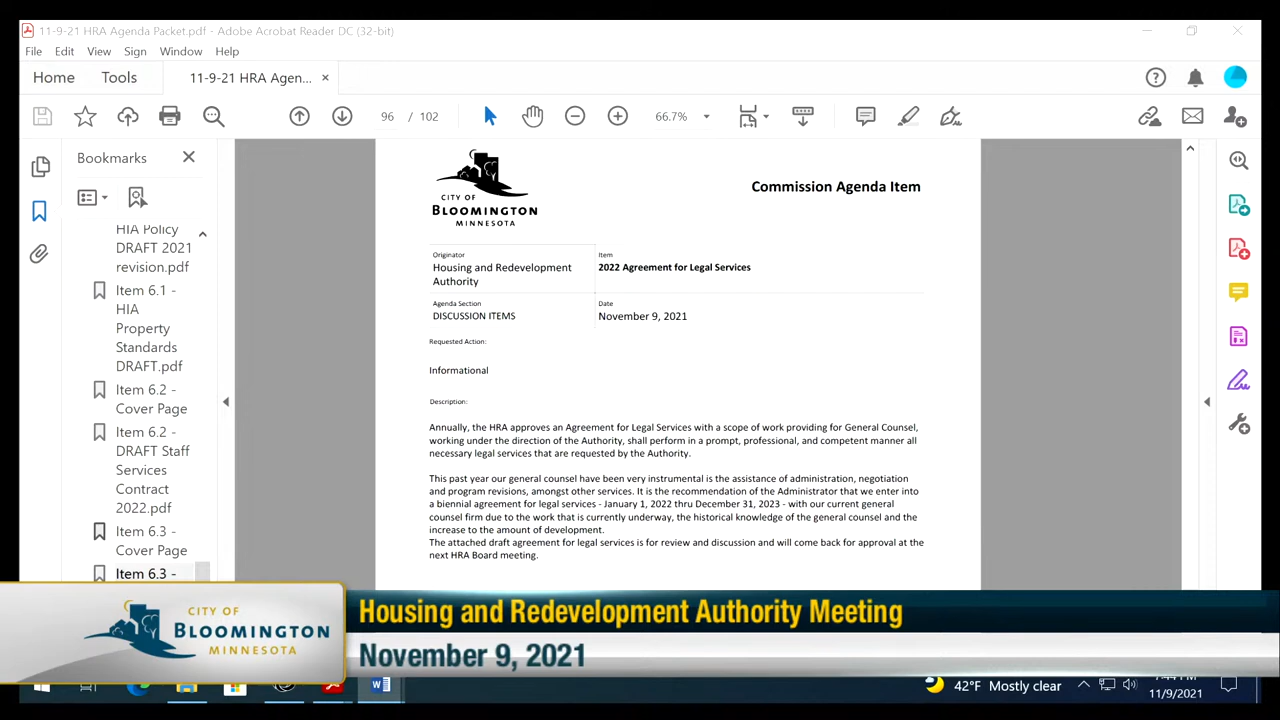 11-9-21 HRA Agenda Packet.pdf - Adobe Acrobat Reader DC (32-bit)
File Edit View Sign Window Help
Home Tools 11-9-21 HRA Agen... ×
96 / 102 66.7%
Bookmarks
HIA Policy
DRAFT 2021
revision.pdf
Item 6.1 -
HIA
Property
Standards
DRAFT.pdf
Item 6.2 -
Cover Page
Item 6.2 -
DRAFT Staff
Services
Contract
2022.pdf
Item 6.3 -
Cover Page
Item 6.3 -
CITY OF
BLOOMINGTON
MINNESOTA
Commission Agenda Item
Originator
Housing and Redevelopment
Authority
Item
2022 Agreement for Legal Services
Agenda Section
DISCUSSION ITEMS
Date
November 9, 2021
Requested Action:
Informational
Description:
Annually, the HRA approves an Agreement for Legal Services with a scope of work providing for General Counsel,
working under the direction of the Authority, shall perform in a prompt, professional, and competent manner all
necessary legal services that are requested by the Authority.
This past year our general counsel have been very instrumental is the assistance of administration, negotiation
and program revisions, amongst other services. It is the recommendation of the Administrator that we enter into
a biennial agreement for legal services - January 1, 2022 thru December 31, 2023 - with our current general
counsel firm due to the work that is currently underway, the historical knowledge of the general counsel and the
increase to the amount of development.
The attached draft agreement for legal services is for review and discussion and will come back for approval at the
next HRA Board meeting.
CITY OF
BLOOMINGTON
MINNESOTA
Housing and Redevelopment Authority Meeting
November 9, 2021
42°F Mostly clear
11/9/2021